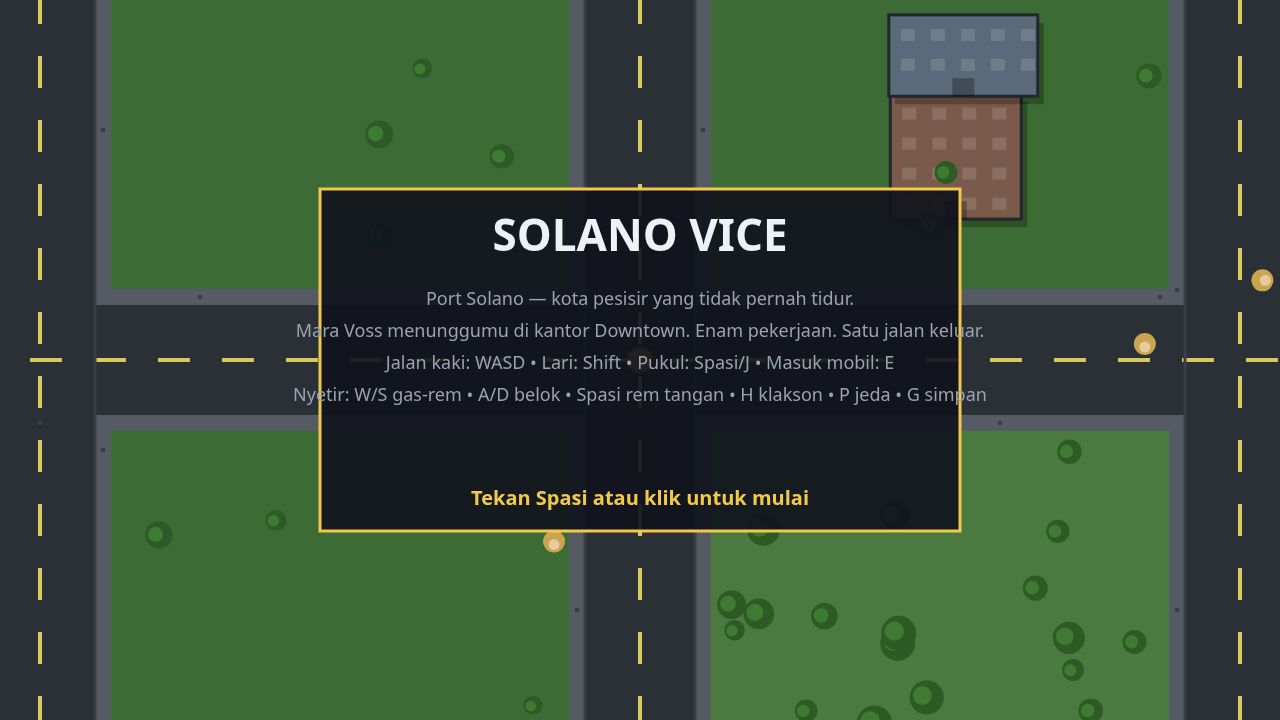 SOLANO VICE
Port Solano — kota pesisir yang tidak pernah tidur.
Mara Voss menunggumu di kantor Downtown. Enam pekerjaan. Satu jalan keluar.
Jalan kaki: WASD • Lari: Shift • Pukul: Spasi/J • Masuk mobil: E
Nyetir: W/S gas-rem • A/D belok • Spasi rem tangan • H klakson • P jeda • G simpan
Tekan Spasi atau klik untuk mulai